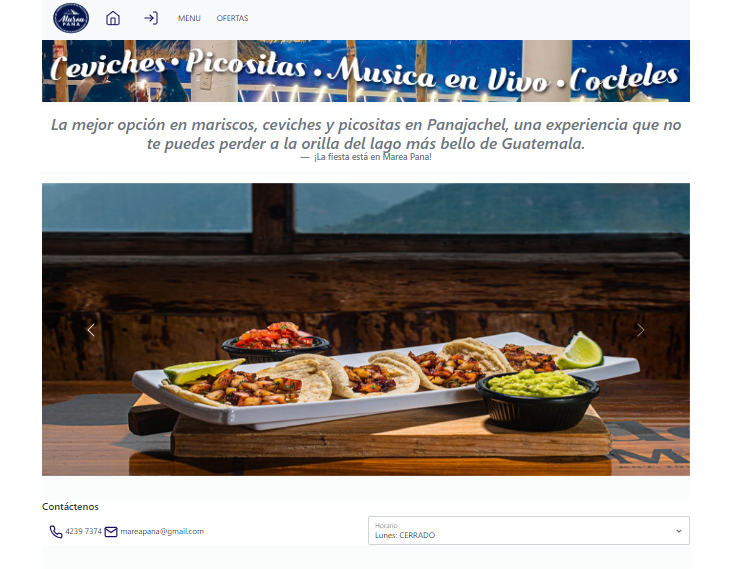 Marea
PANA
MENU
OFERTAS
Ceviches • Picositas • Musica en Vivo • Cocteles
La mejor opción en mariscos, ceviches y picositas en Panajachel, una experiencia que no
te puedes perder a la orilla del lago más bello de Guatemala.
— ¡La fiesta está en Marea Pana!
Contáctenos
4239 7374
mareapana@gmail.com
Horario
Lunes: CERRADO